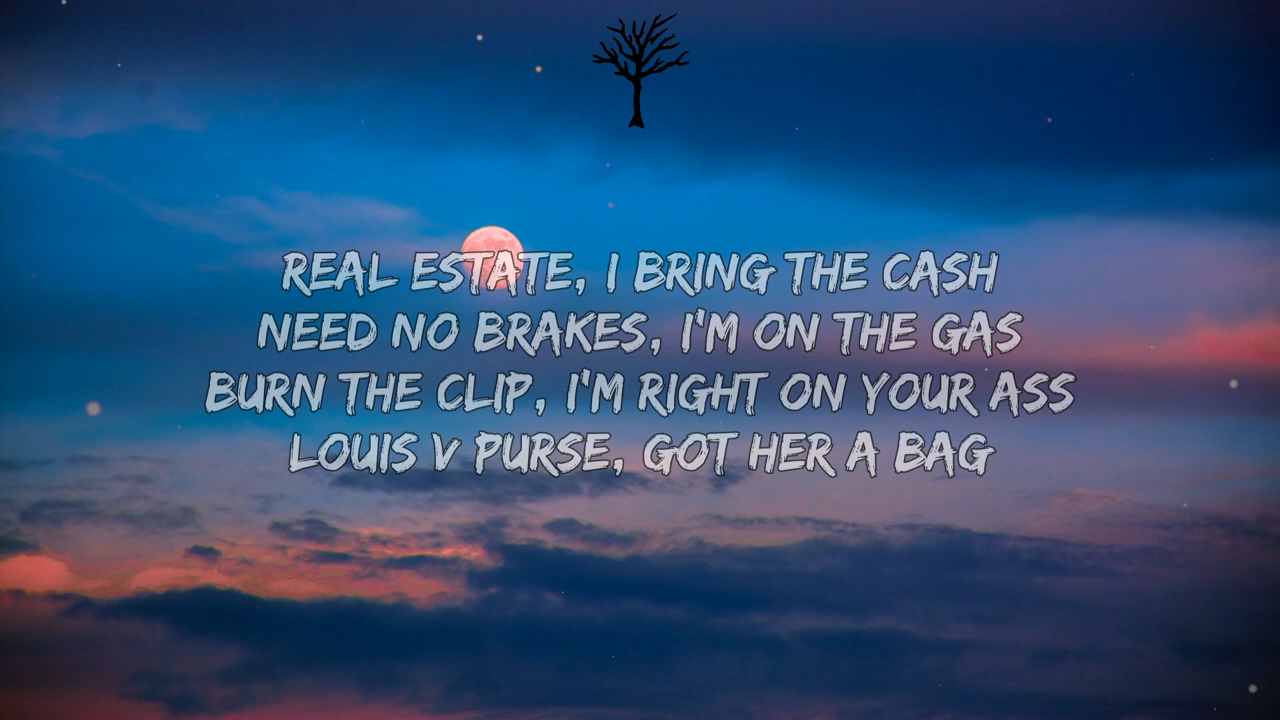 REAL ESTATE, I BRING THE CASH
NEED NO BRAKES, I'M ON THE GAS
BURN THE CLIP, I'M RIGHT ON YOUR ASS
LOUIS V PURSE, GOT HER A BAG